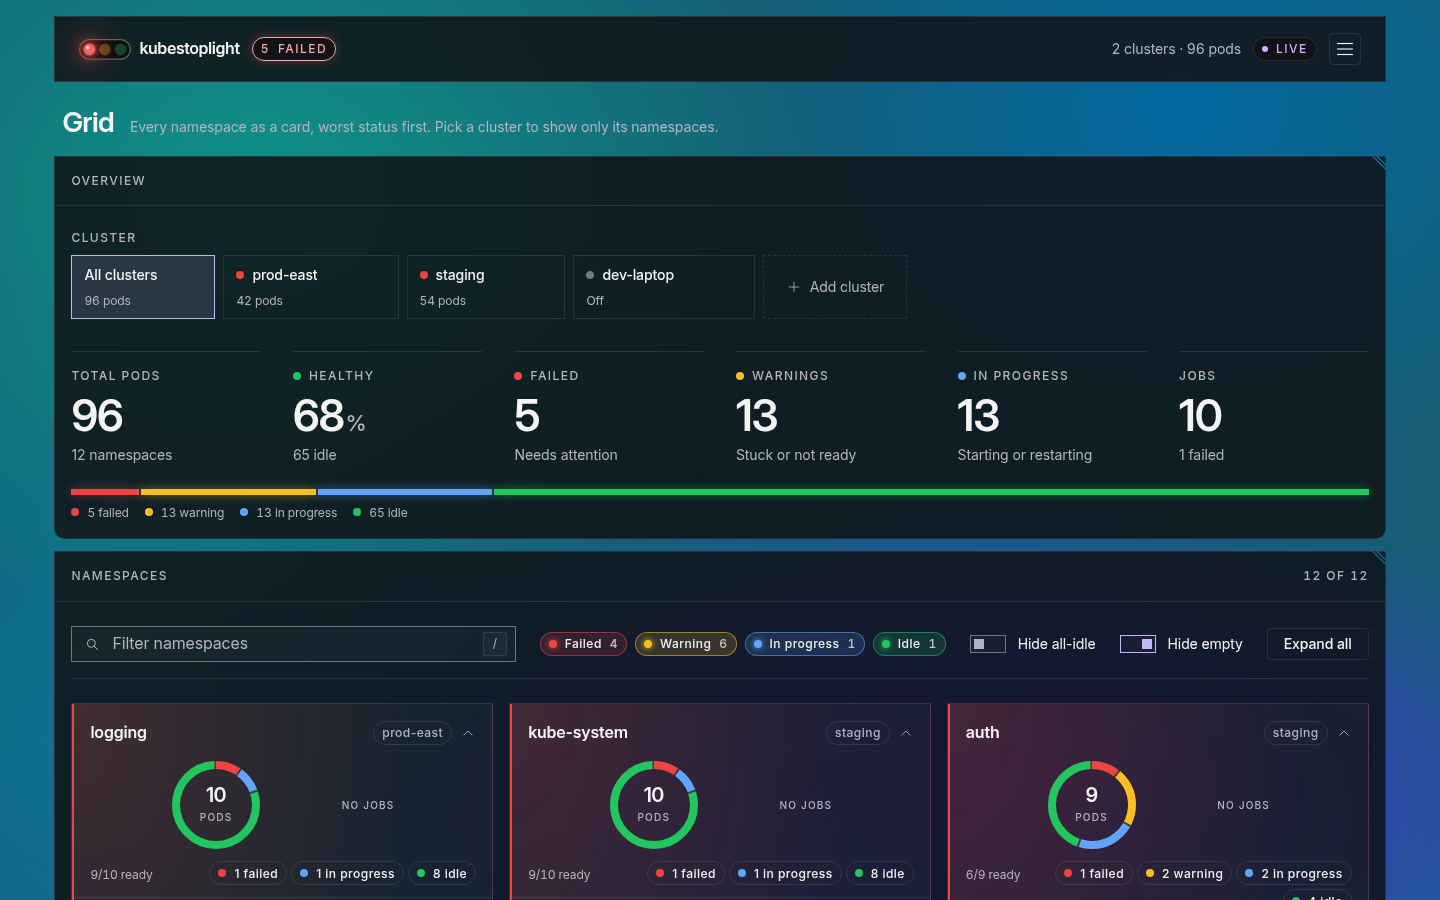 kubestoplight
5 FAILED
2 clusters · 96 pods
LIVE
Grid
Every namespace as a card, worst status first. Pick a cluster to show only its namespaces.
OVERVIEW
CLUSTER
All clusters
96 pods
prod-east
42 pods
staging
54 pods
dev-laptop
Off
Add cluster
TOTAL PODS
96
12 namespaces
HEALTHY
68%
65 idle
FAILED
5
Needs attention
WARNINGS
13
Stuck or not ready
IN PROGRESS
13
Starting or restarting
JOBS
10
1 failed
5 failed
13 warning
13 in progress
65 idle
NAMESPACES
12 OF 12
Filter namespaces
/
Failed 4
Warning 6
In progress 1
Idle 1
Hide all-idle
Hide empty
Expand all
logging
prod-east
10
PODS
NO JOBS
9/10 ready
1 failed
1 in progress
8 idle
kube-system
staging
10
PODS
NO JOBS
9/10 ready
1 failed
1 in progress
8 idle
auth
staging
9
PODS
NO JOBS
6/9 ready
1 failed
2 warning
2 in progress
4 idle